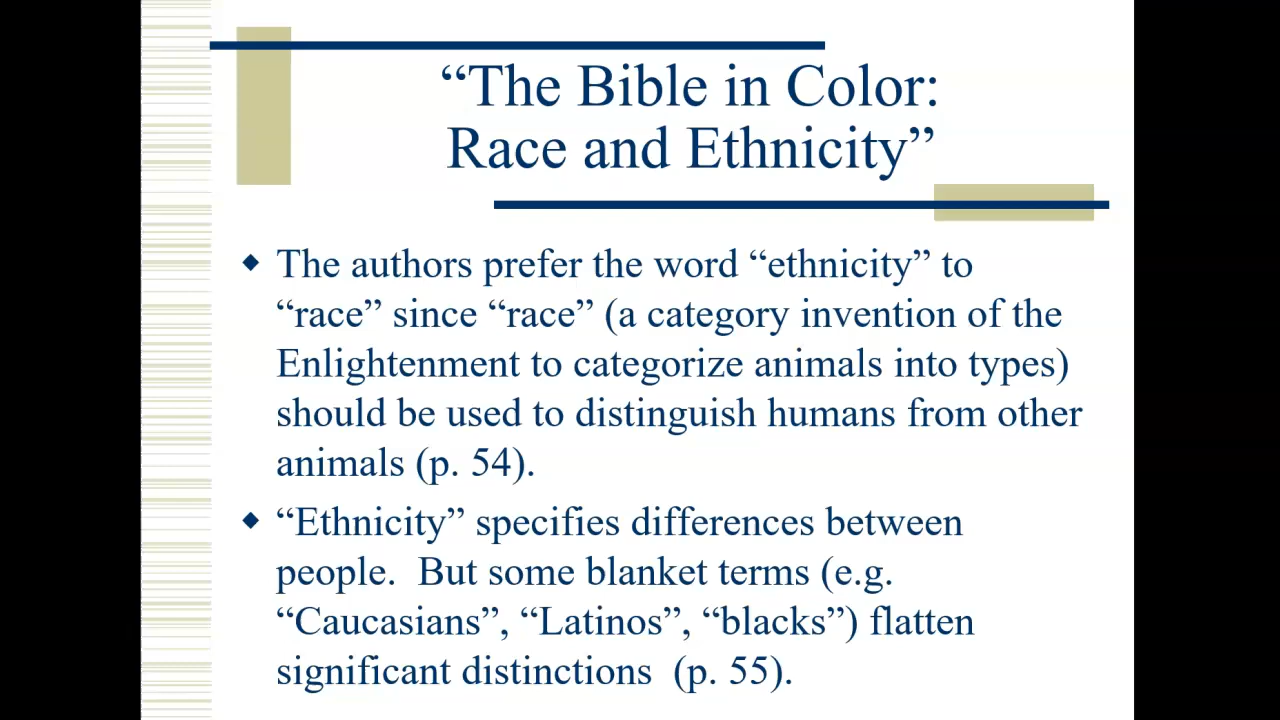 “The Bible in Color:
Race and Ethnicity”
The authors prefer the word “ethnicity” to
“race” since “race” (a category invention of the
Enlightenment to categorize animals into types)
should be used to distinguish humans from other
animals (p. 54).
“Ethnicity” specifies differences between
people.  But some blanket terms (e.g.
“Caucasians”, “Latinos”, “blacks”) flatten
significant distinctions  (p. 55).